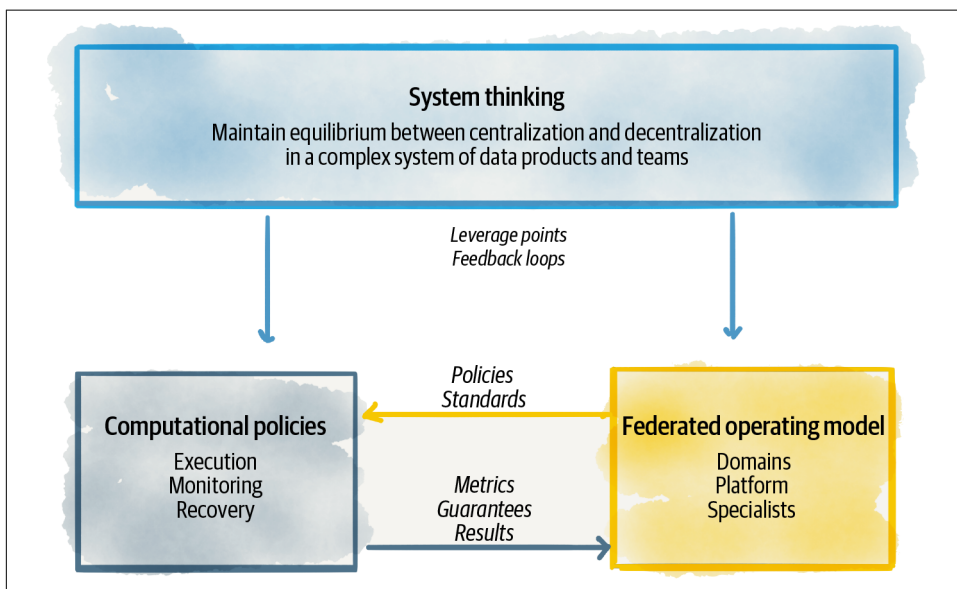 System thinking
Maintain equilibrium between centralization and decentralization
in a complex system of data products and teams
Leverage points
Feedback loops
Policies
Standards
Computational policies
Execution
Monitoring
Recovery
Metrics
Guarantees
Results
Federated operating model
Domains
Platform
Specialists